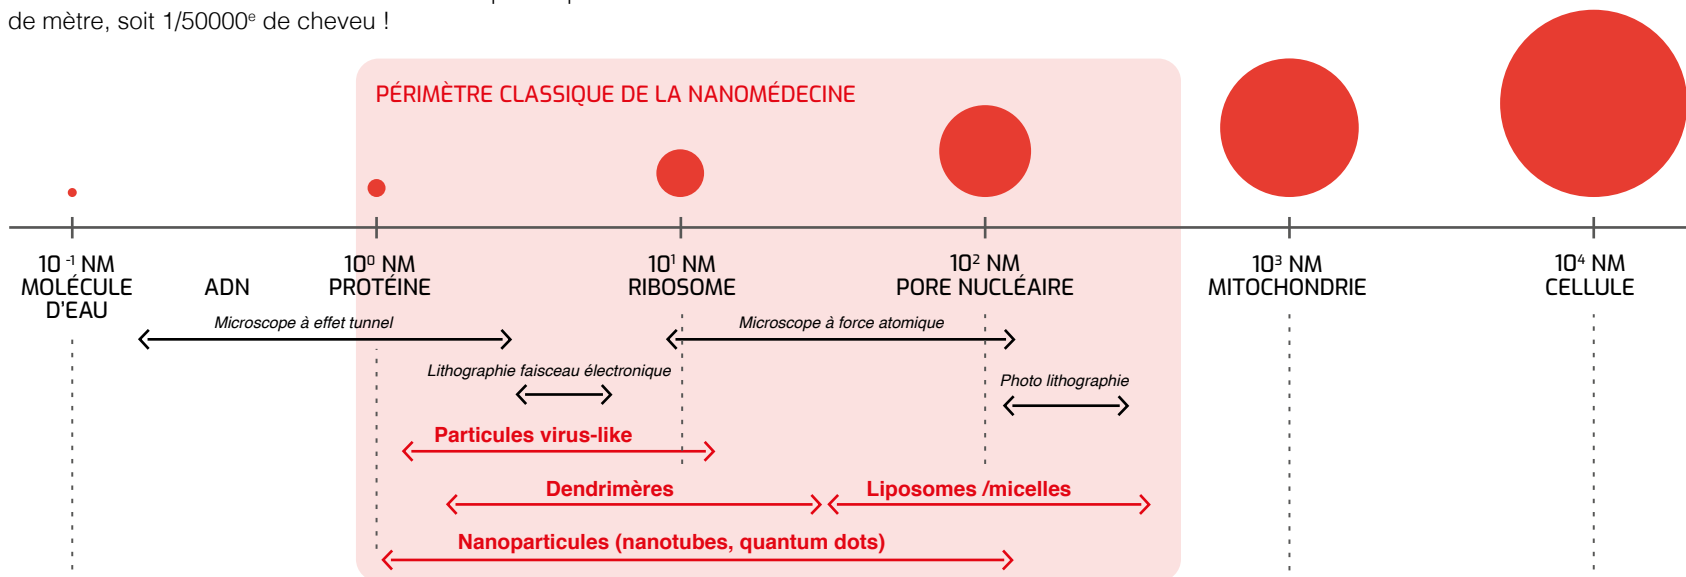 de mètre, soit 1/50000ᵉ de cheveu !
PÉRIMÈTRE CLASSIQUE DE LA NANOMÉDECINE
10⁻¹ NM
MOLÉCULE
D'EAU
ADN
10⁰ NM
PROTÉINE
10¹ NM
RIBOSOME
10² NM
PORE NUCLÉAIRE
10³ NM
MITOCHONDRIE
10⁴ NM
CELLULE
Microscope à effet tunnel
Microscope à force atomique
Lithographie faisceau électronique
Photo lithographie
Particules virus-like
Dendrimères
Liposomes /micelles
Nanoparticules (nanotubes, quantum dots)